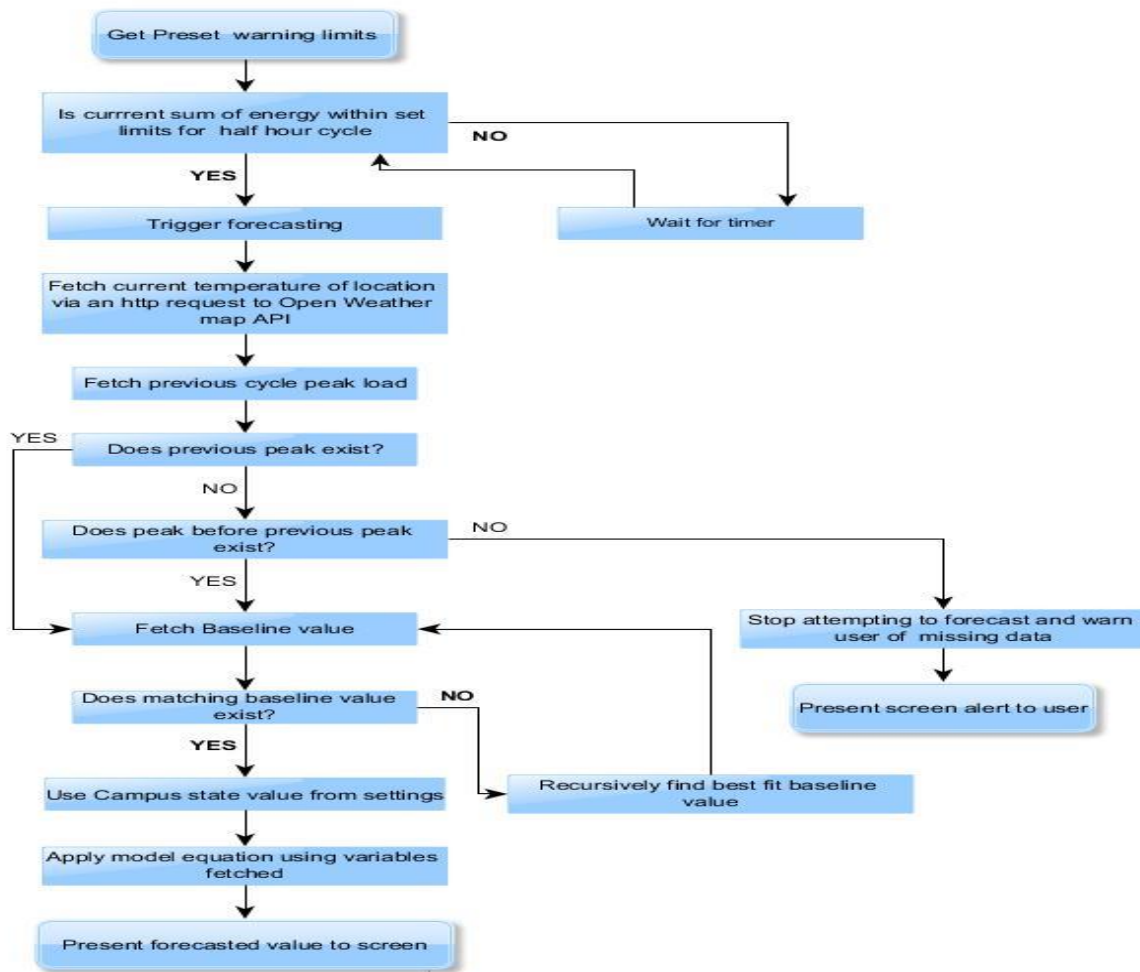 Get Preset warning limits
Is currrent sum of energy within set
limits for half hour cycle
NO
YES
Wait for timer
Trigger forecasting
Fetch current temperature of location
via an http request to Open Weather
map API
Fetch previous cycle peak load
YES
Does previous peak exist?
NO
Does peak before previous peak
exist?
NO
YES
Fetch Baseline value
Stop attempting to forecast and warn
user of missing data
Does matching baseline value
exist?
NO
Present screen alert to user
YES
Use Campus state value from settings
Recursively find best fit baseline
value
Apply model equation using variables
fetched
Present forecasted value to screen